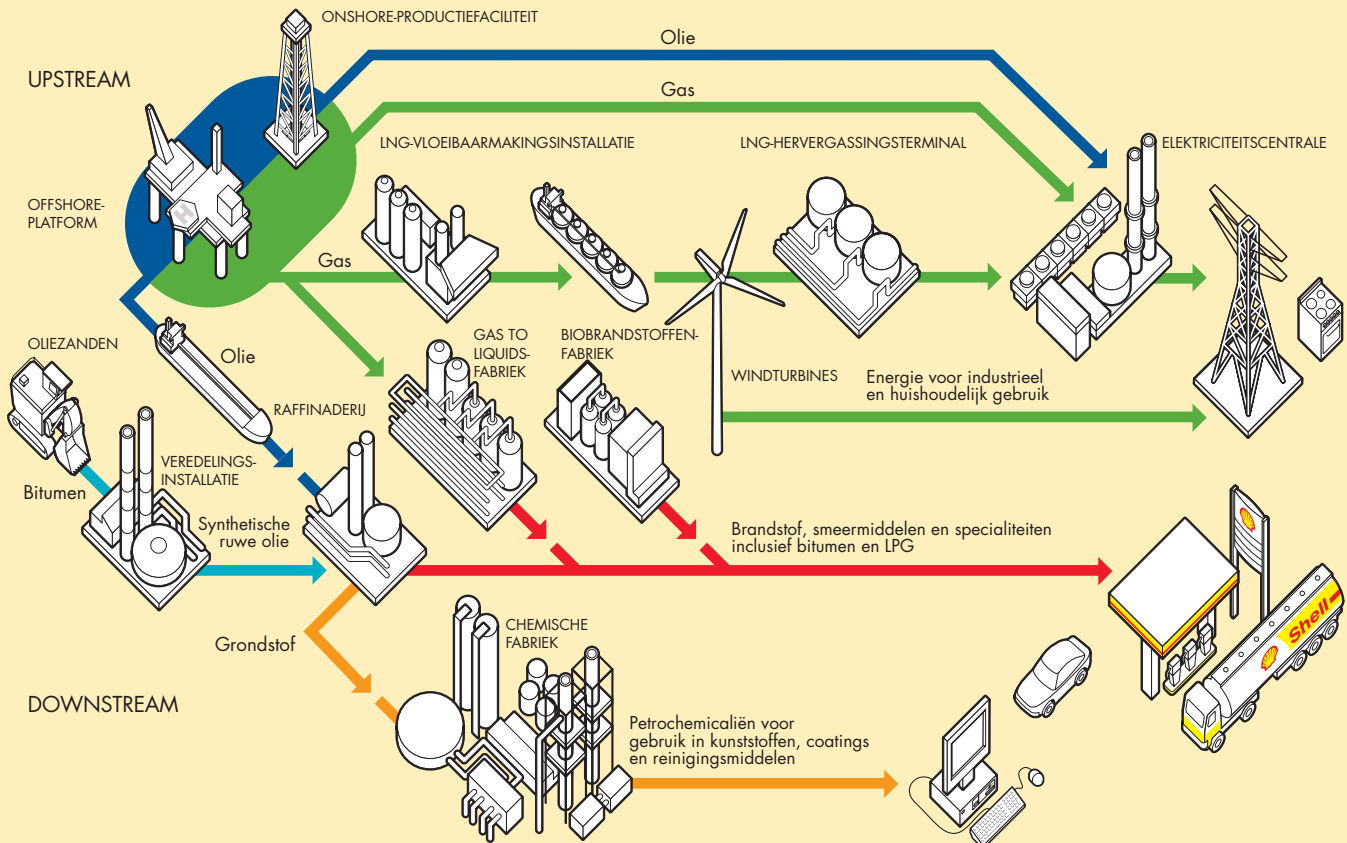 ONSHORE-PRODUCTIEFACILITEIT
Olie
UPSTREAM
Gas
LNG-VLOEIBAARMAKINGSINSTALLATIE
LNG-HERVERGASSINGSTERMINAL
ELEKTRICITEITSCENTRALE
OFFSHORE-
PLATFORM
H
Gas
OLIEZANDEN
Olie
GAS TO
LIQUIDS-
FABRIEK
BIOBRANDSTOFFEN-
FABRIEK
WINDTURBINES
Energie voor industrieel
en huishoudelijk gebruik
RAFFINADERIJ
VEREDELINGS-
INSTALLATIE
Bitumen
Synthetische
ruwe olie
Brandstof, smeermiddelen en specialiteiten
inclusief bitumen en LPG
Shell
Grondstof
CHEMISCHE
FABRIEK
DOWNSTREAM
Petrochemicaliën voor
gebruik in kunststoffen, coatings
en reinigingsmiddelen